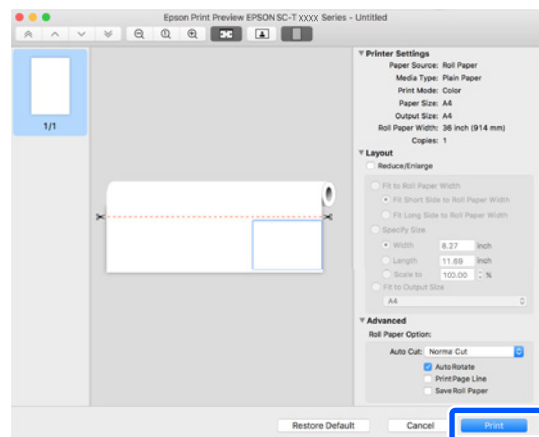 Epson Print Preview EPSON SC-T XXXX Series - Untitled
1/1
Printer Settings
Paper Source: Roll Paper
Media Type: Plain Paper
Print Mode: Color
Paper Size: A4
Output Size: A4
Roll Paper Width: 36 inch (914 mm)
Copies: 1
Layout
Reduce/Enlarge
Fit to Roll Paper Width
Fit Short Side to Roll Paper Width
Fit Long Side to Roll Paper Width
Specify Size
Width 8.27 inch
Length 11.69 inch
Scale to 100.00 %
Fit to Output Size
A4
Advanced
Roll Paper Option:
Auto Cut: Norma Cut
Auto Rotate
Print Page Line
Save Roll Paper
Restore Default Cancel Print